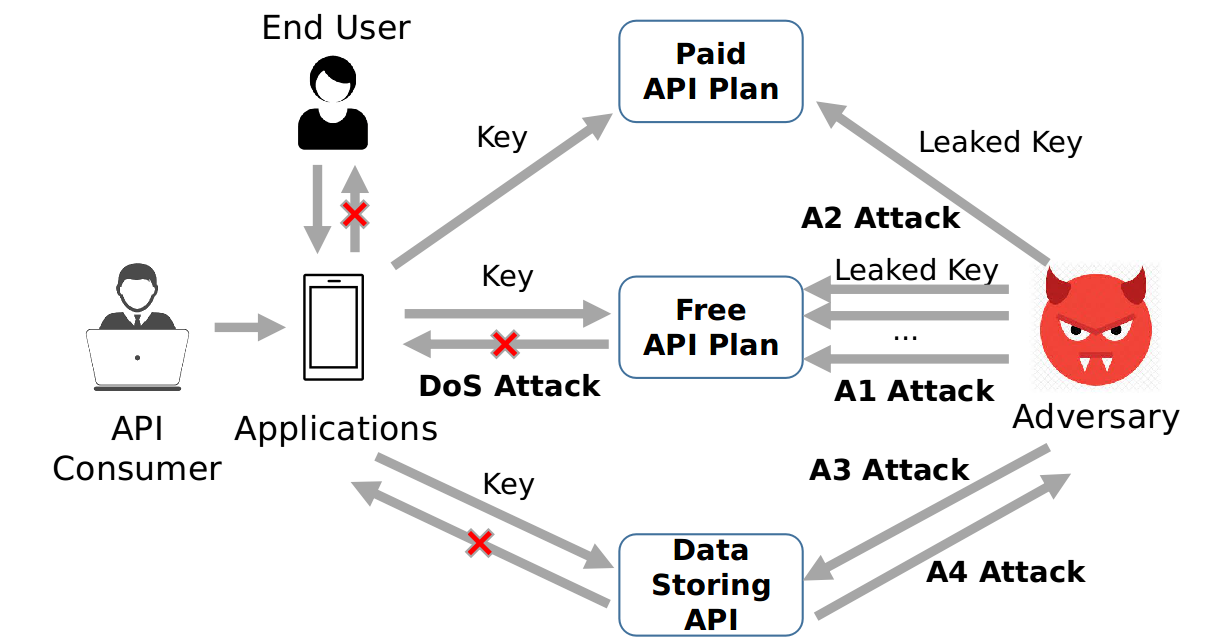 End User
Paid
API Plan
Key
Leaked Key
A2 Attack
Key
Leaked Key
Free
API Plan
...
DoS Attack
A1 Attack
API
Consumer
Applications
Adversary
Key
A3 Attack
Data
Storing
API
A4 Attack